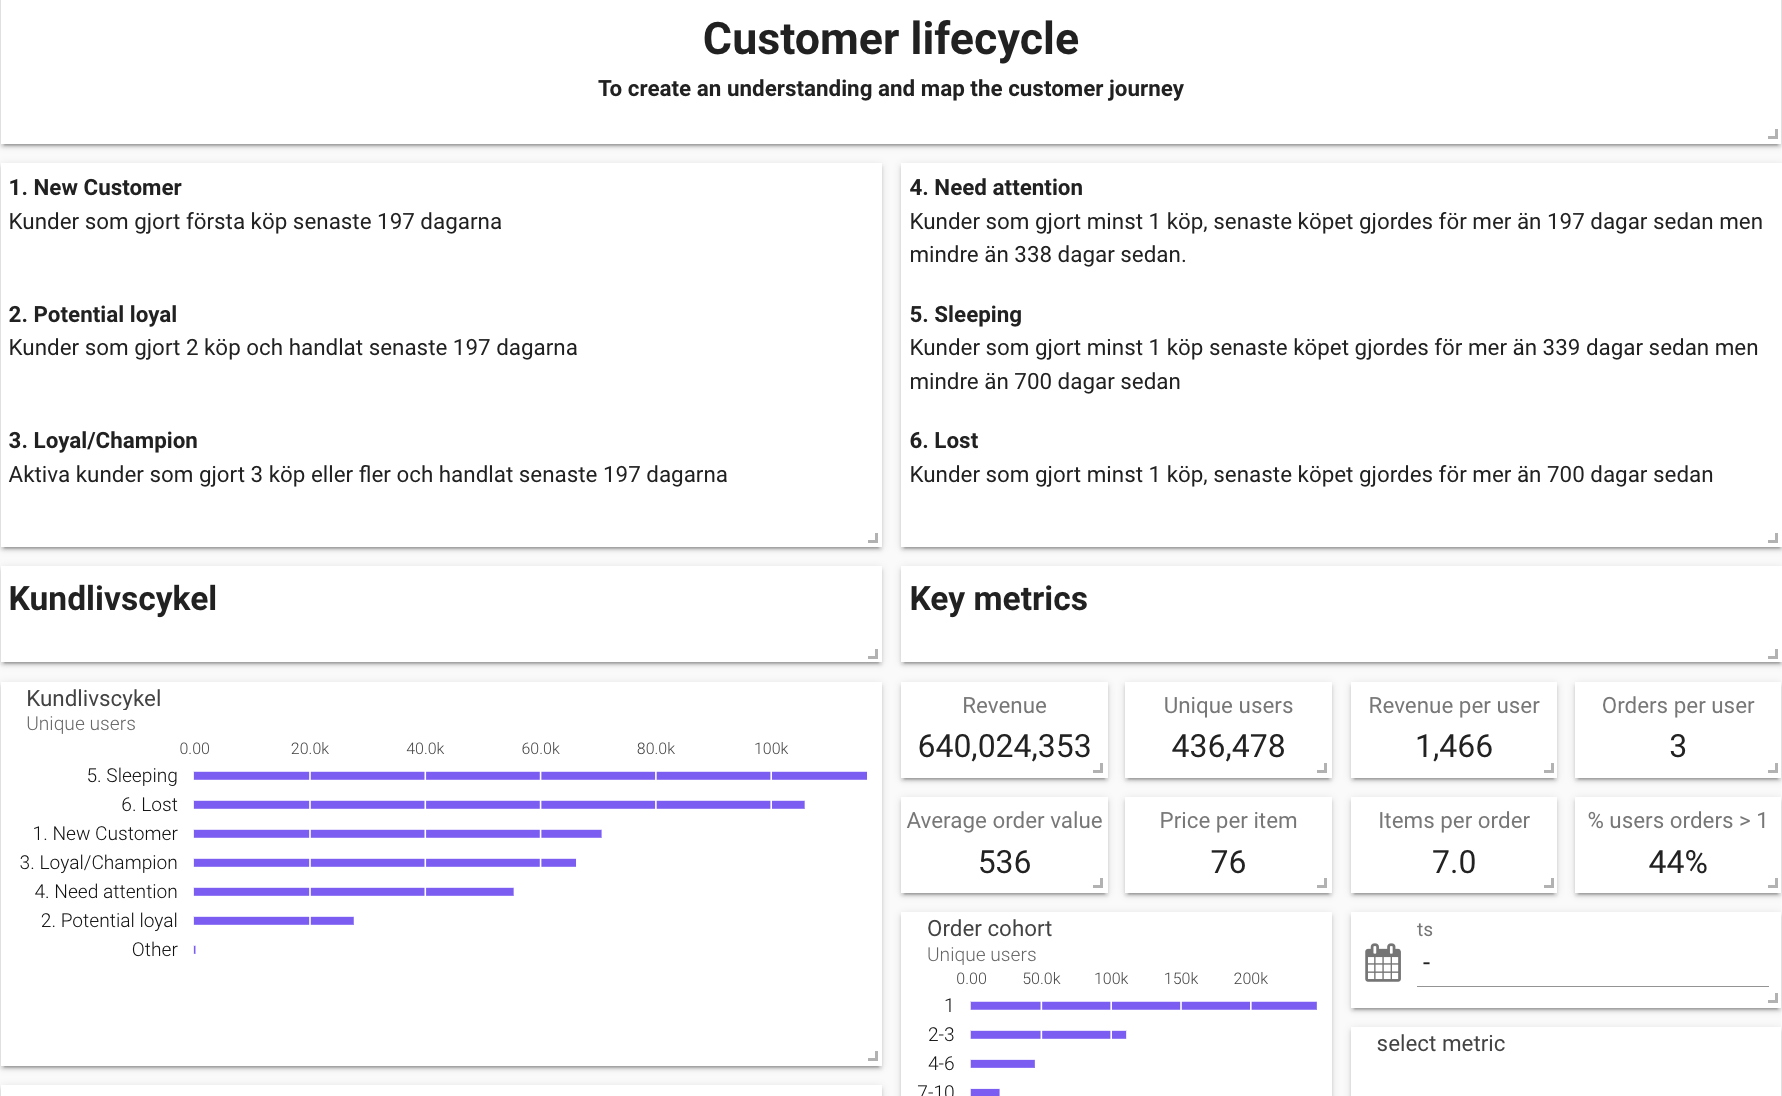 Customer lifecycle
To create an understanding and map the customer journey
1. New Customer
Kunder som gjort första köp senaste 197 dagarna
2. Potential loyal
Kunder som gjort 2 köp och handlat senaste 197 dagarna
3. Loyal/Champion
Aktiva kunder som gjort 3 köp eller fler och handlat senaste 197 dagarna
4. Need attention
Kunder som gjort minst 1 köp, senaste köpet gjordes för mer än 197 dagar sedan men
mindre än 338 dagar sedan.
5. Sleeping
Kunder som gjort minst 1 köp senaste köpet gjordes för mer än 339 dagar sedan men
mindre än 700 dagar sedan
6. Lost
Kunder som gjort minst 1 köp, senaste köpet gjordes för mer än 700 dagar sedan
Kundlivscykel
Key metrics
Kundlivscykel
Unique users
0.00 20.0k 40.0k 60.0k 80.0k 100k
5. Sleeping
6. Lost
1. New Customer
3. Loyal/Champion
4. Need attention
2. Potential loyal
Other
Revenue
640,024,353
Unique users
436,478
Revenue per user
1,466
Orders per user
3
Average order value
536
Price per item
76
Items per order
7.0
% users orders > 1
44%
Order cohort
Unique users
0.00 50.0k 100k 150k 200k
1
2-3
4-6
7-10
ts
-
select metric